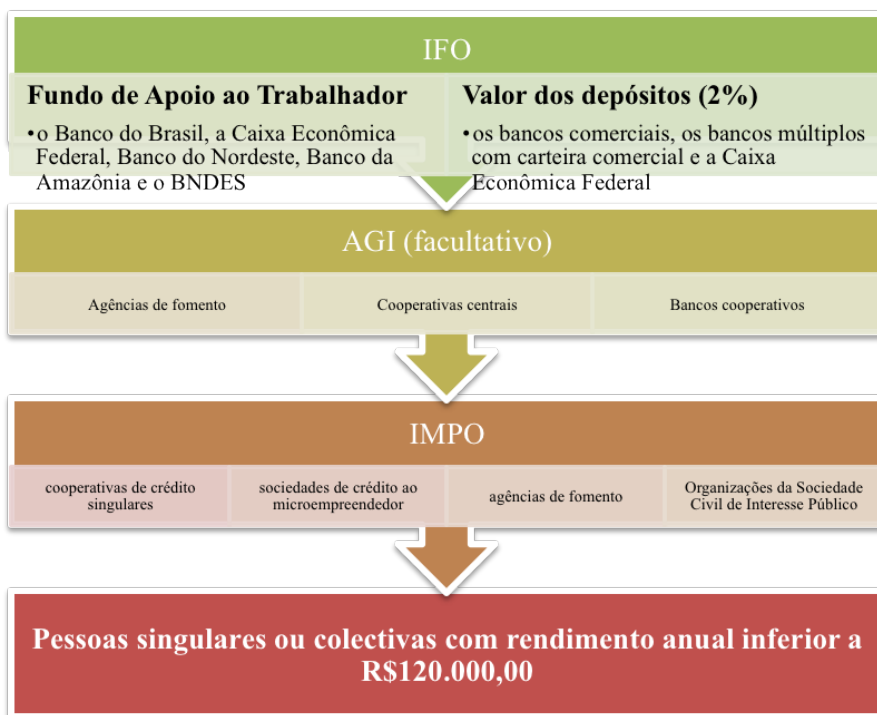 IFO
Fundo de Apoio ao Trabalhador
•o Banco do Brasil, a Caixa Econômica
Federal, Banco do Nordeste, Banco da
Amazônia e o BNDES
Valor dos depósitos (2%)
•os bancos comerciais, os bancos múltiplos
com carteira comercial e a Caixa
Econômica Federal
AGI (facultativo)
Agências de fomento
Cooperativas centrais
Bancos cooperativos
IMPO
cooperativas de crédito
singulares
sociedades de crédito ao
microempreendedor
agências de fomento
Organizações da Sociedade
Civil de Interesse Público
Pessoas singulares ou colectivas com rendimento anual inferior a
R$120.000,00